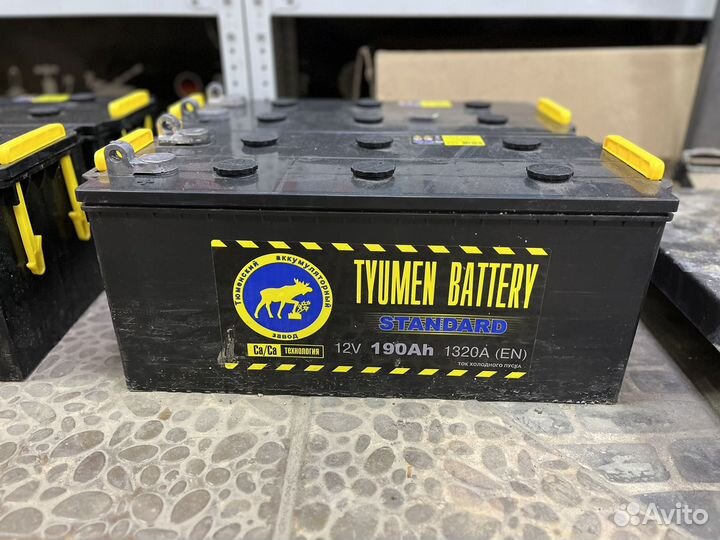 Тюменский аккумуляторный завод
TYUMEN BATTERY
STANDARD
Ca/Ca технология
12V 190Ah 1320A (EN)
ток холодного пуска
Avito